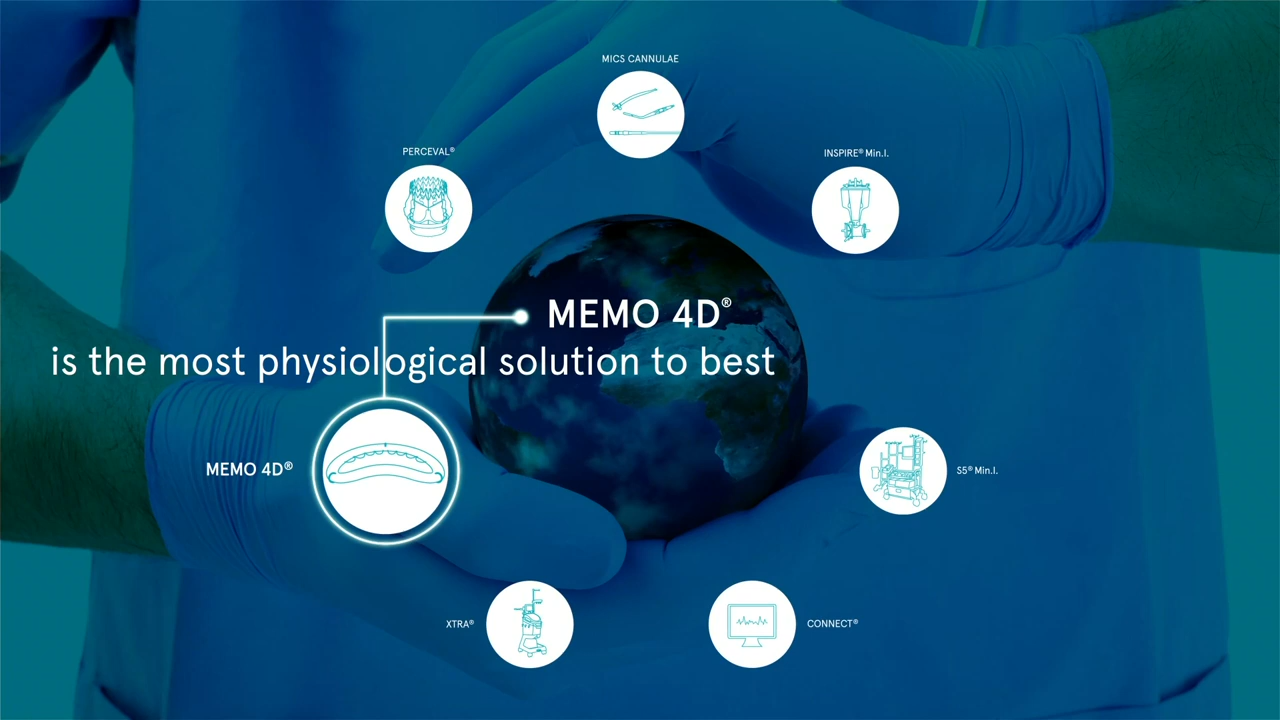 MICS CANNULAE
PERCEVAL®
INSPIRE® Min.I.
MEMO 4D®
is the most physiological solution to best
MEMO 4D®
S5® Min.I.
XTRA®
CONNECT®